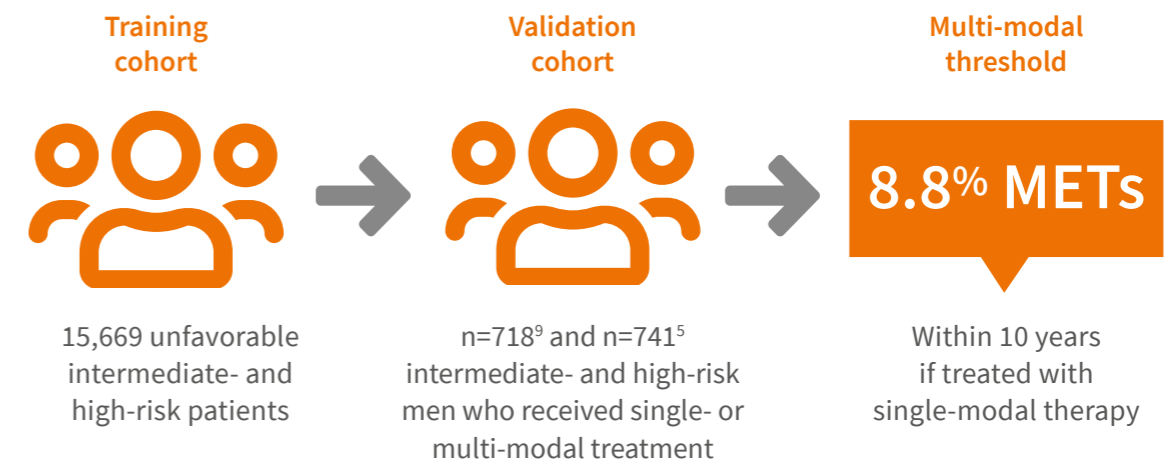 Training
cohort
15,669 unfavorable
intermediate- and
high-risk patients
Validation
cohort
n=718⁹ and n=741⁵
intermediate- and high-risk
men who received single- or
multi-modal treatment
Multi-modal
threshold
8.8% METs
Within 10 years
if treated with
single-modal therapy